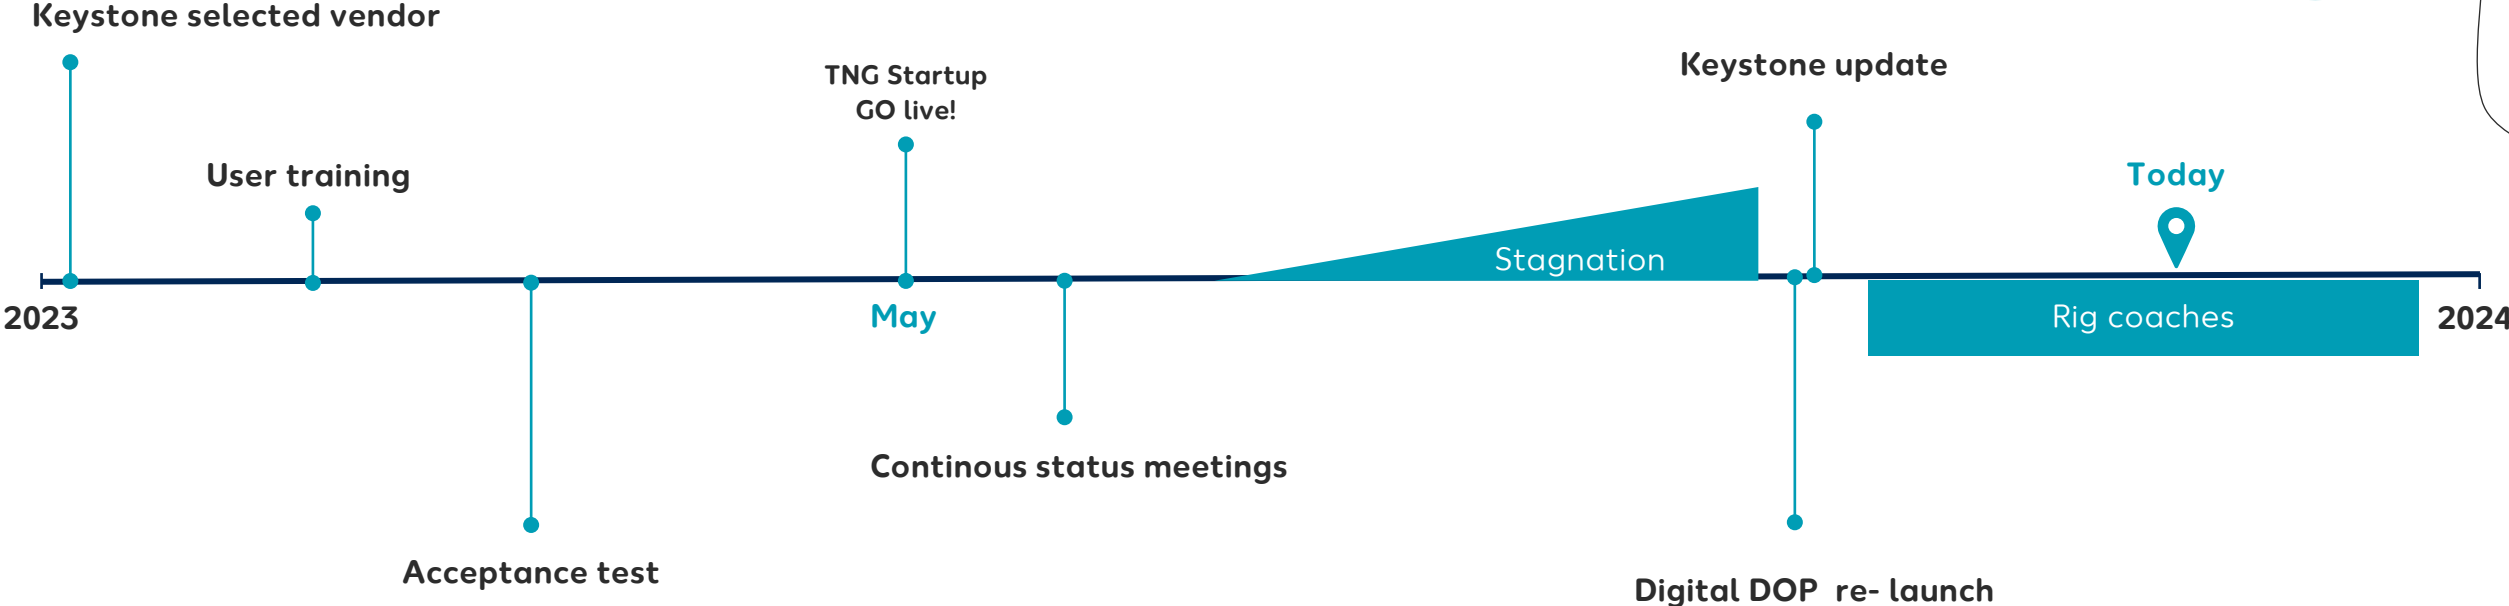 Keystone selected vendor
Keystone update
TNG Startup
GO live!
User training
Today
Stagnation
2023
May
Rig coaches
2024
Continous status meetings
Acceptance test
Digital DOP re- launch